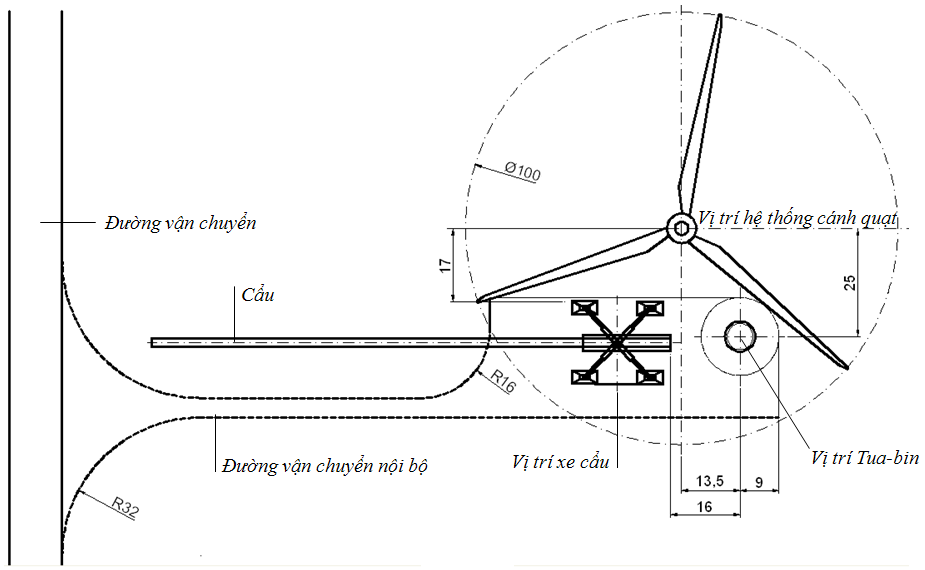 Ø100
Đường vận chuyển
Vị trí hệ thống cánh quạt
17
25
Cẩu
R16
Đường vận chuyển nội bộ
Vị trí xe cẩu
Vị trí Tua-bin
R32
13,5
9
16